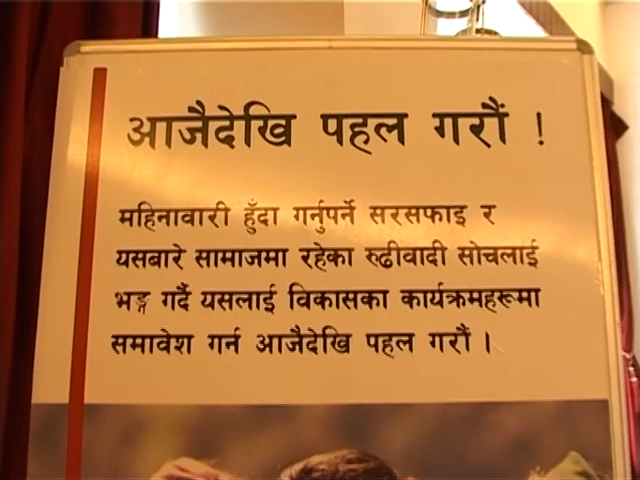 आजैदेखि पहल गरौं !
महिनावारी हुँदा गर्नुपर्ने सरसफाइ र
यसबारे सामाजमा रहेका रुढीवादी सोचलाई
भङ्ग गर्दै यसलाई विकासका कार्यक्रमहरूमा
समावेश गर्न आजैदेखि पहल गरौं ।